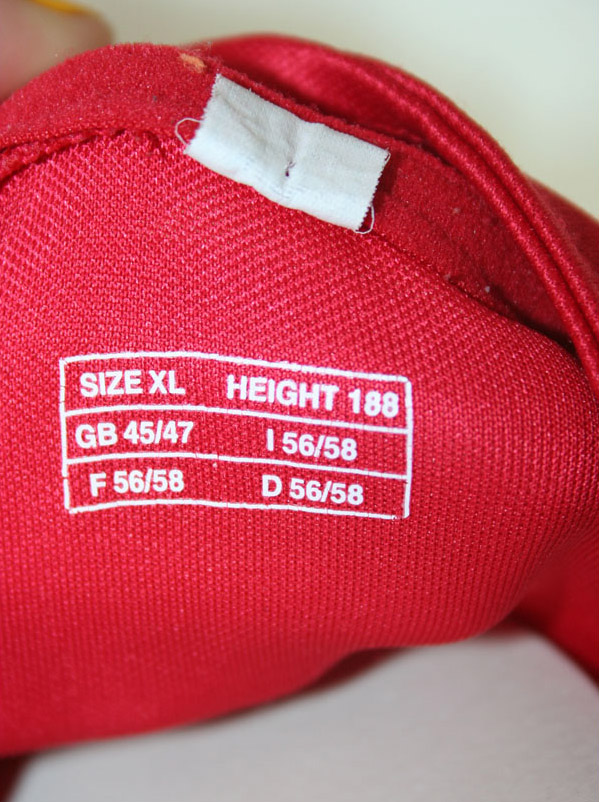 SIZE XL HEIGHT 188
GB 45/47 I 56/58
F 56/58 D 56/58